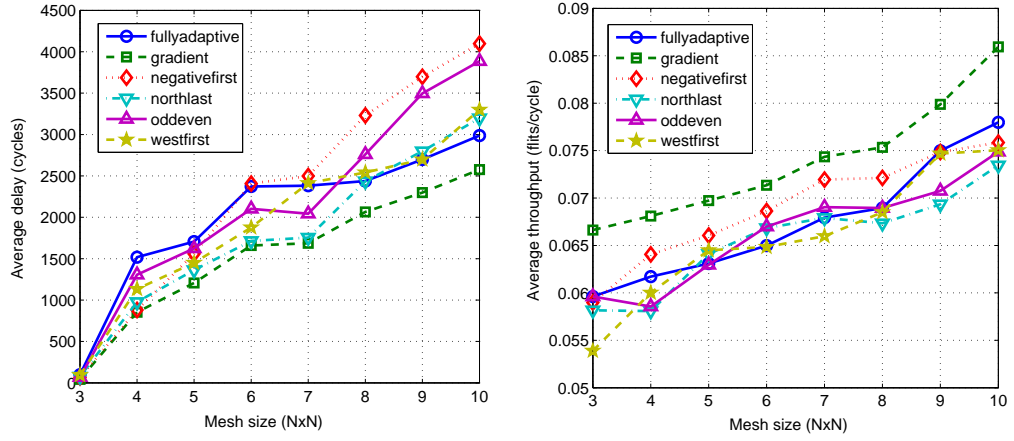 fullyadaptive
gradient
negativefirst
northlast
oddeven
westfirst
Average delay (cycles)
4500
4000
3500
3000
2500
2000
1500
1000
500
0
3 4 5 6 7 8 9 10
Mesh size (NxN)
fullyadaptive
gradient
negativefirst
northlast
oddeven
westfirst
Average throughput (flits/cycle)
0.09
0.085
0.08
0.075
0.07
0.065
0.06
0.055
0.05
3 4 5 6 7 8 9 10
Mesh size (NxN)